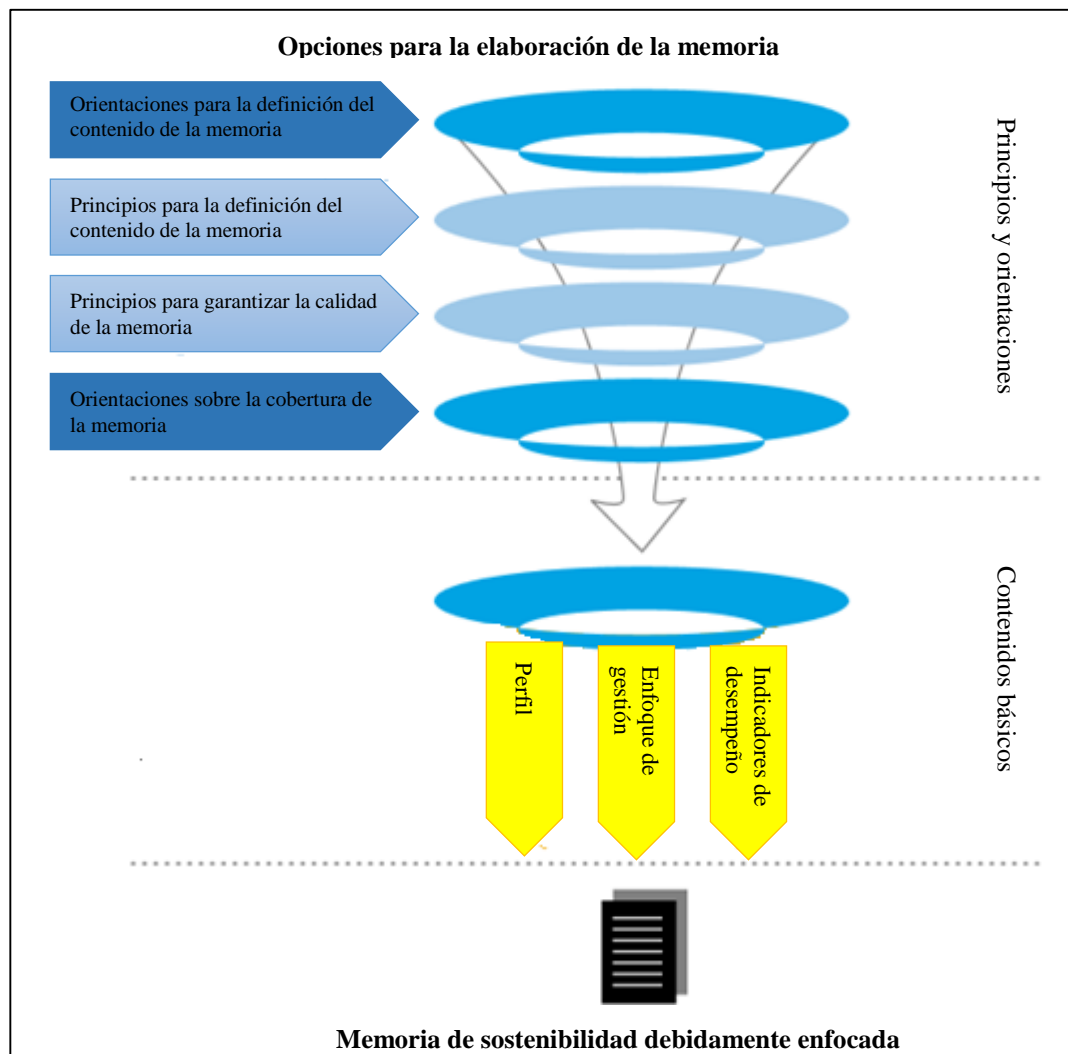 Opciones para la elaboración de la memoria
Orientaciones para la definición del
contenido de la memoria
Principios para la definición del
contenido de la memoria
Principios para garantizar la calidad
de la memoria
Orientaciones sobre la cobertura de
la memoria
Principios y orientaciones
Perfil
Enfoque de
gestión
Indicadores de
desempeño
Contenidos básicos
Memoria de sostenibilidad debidamente enfocada